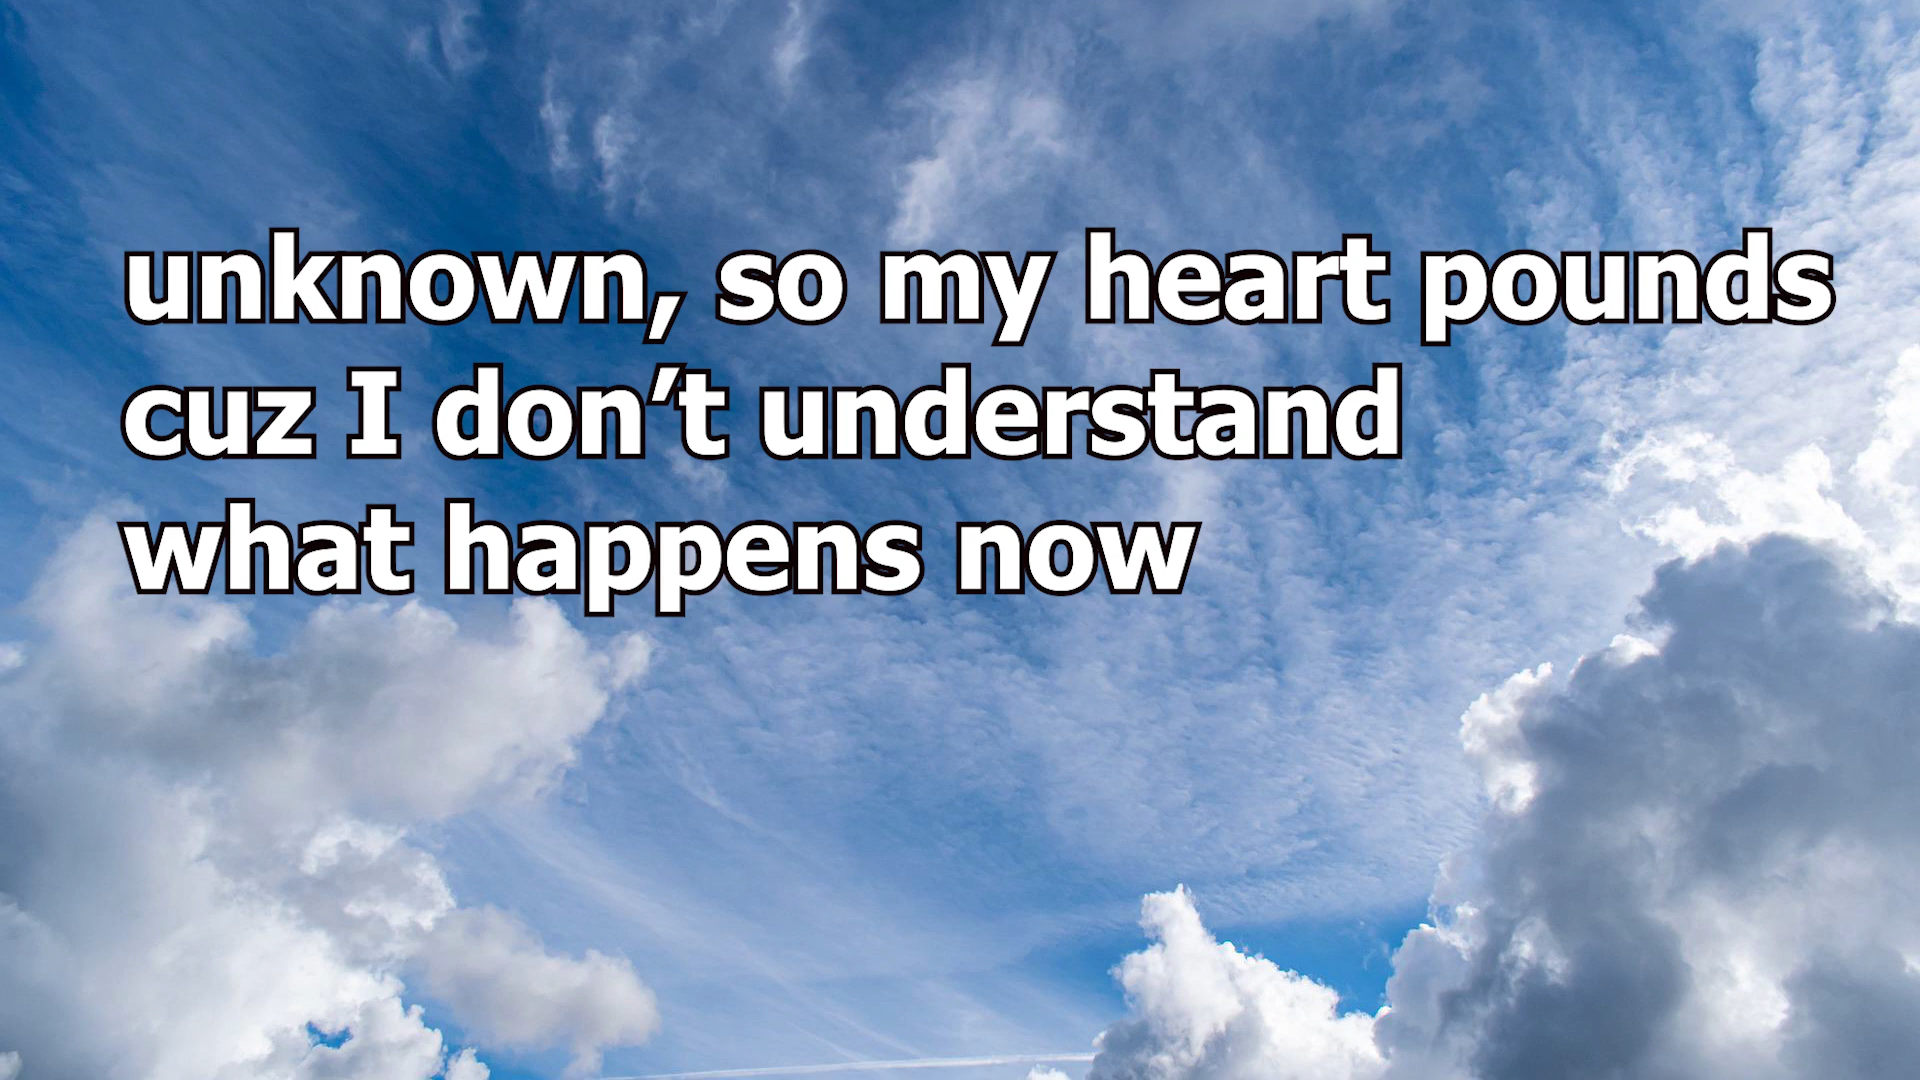 unknown, so my heart pounds
cuz I don’t understand
what happens now